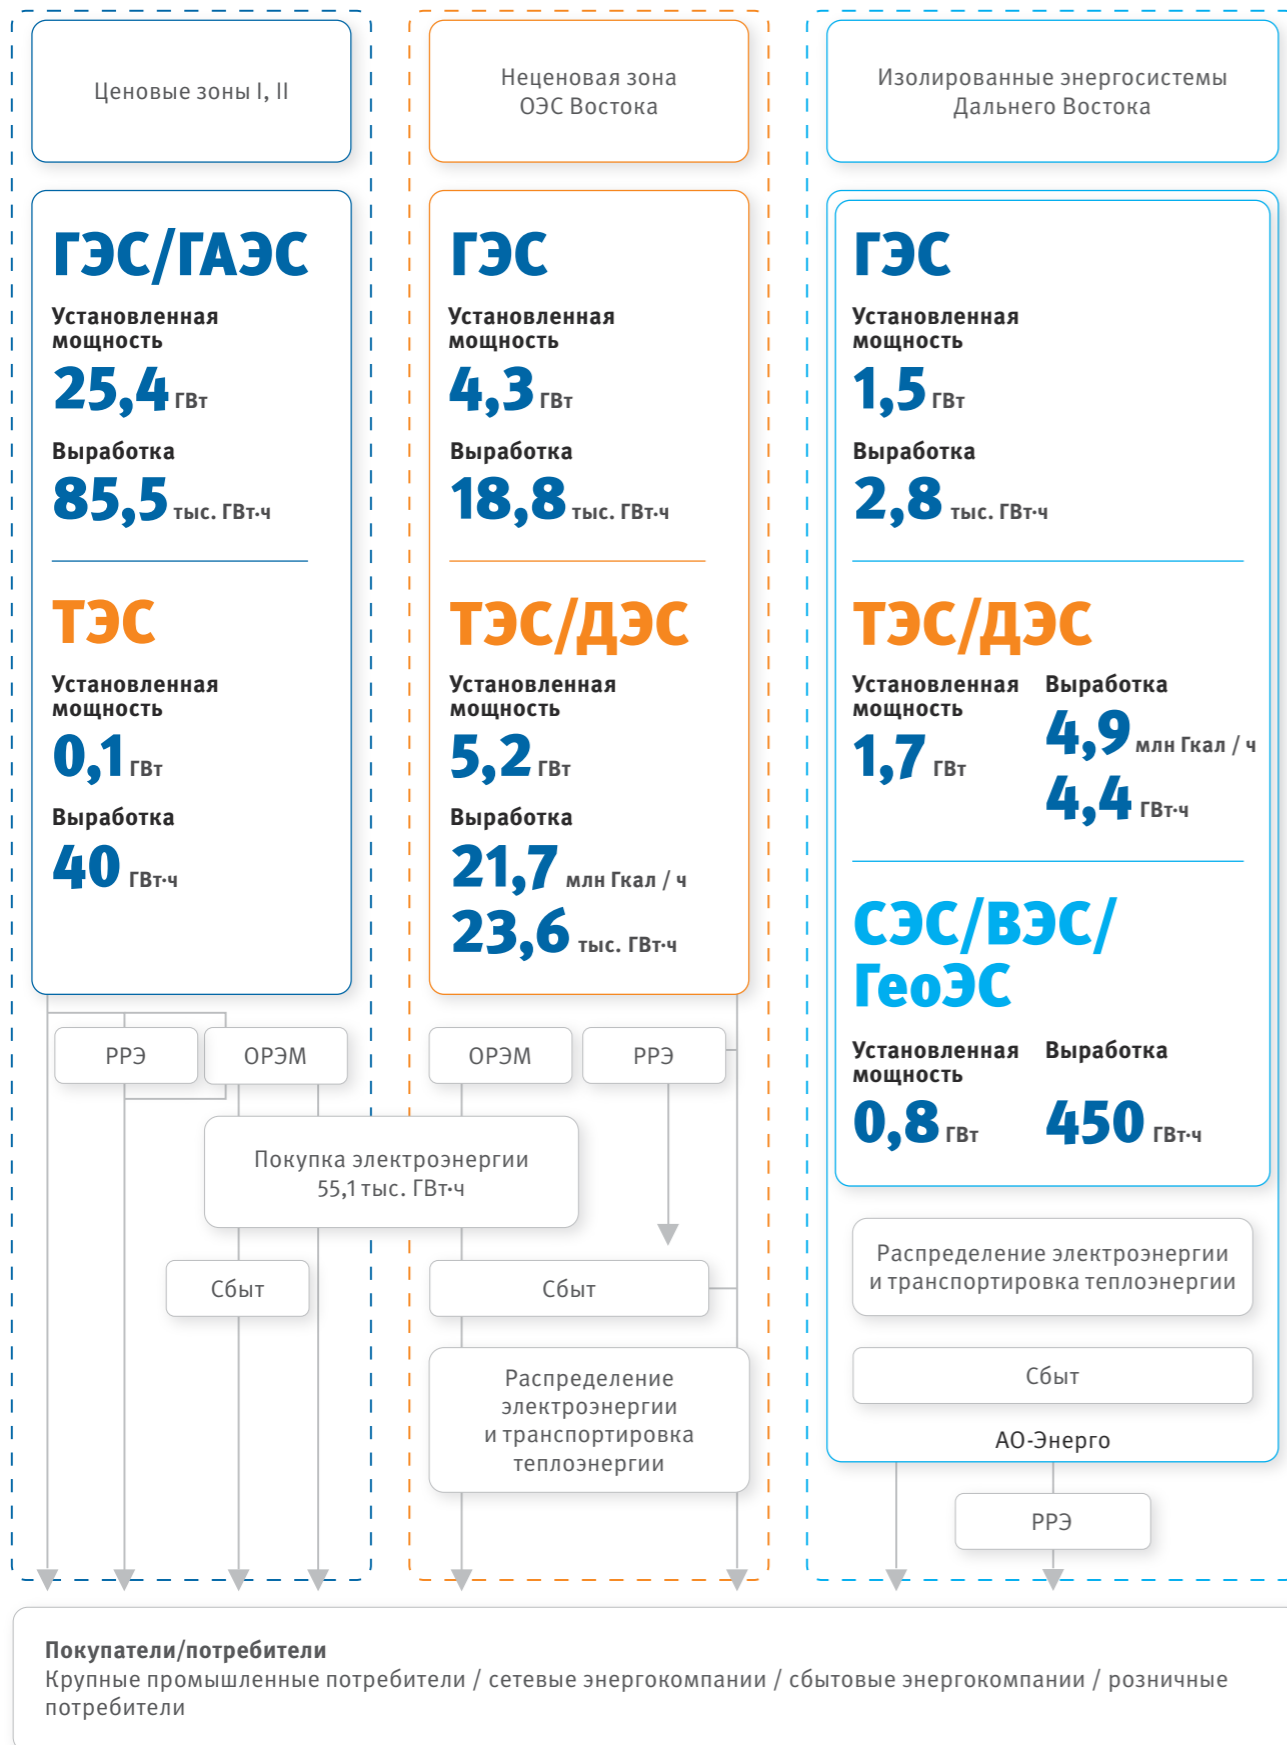 Ценовые зоны I, II
ГЭС/ГАЭС
Установленная
мощность
25,4 ГВт
Выработка
85,5 тыс. ГВт·ч
ТЭС
Установленная
мощность
0,1 ГВт
Выработка
40 ГВт·ч
РРЭ
ОРЭМ
Неценовая зона
ОЭС Востока
ГЭС
Установленная
мощность
4,3 ГВт
Выработка
18,8 тыс. ГВт·ч
ТЭС/ДЭС
Установленная
мощность
5,2 ГВт
Выработка
21,7 млн Гкал / ч
23,6 тыс. ГВт·ч
ОРЭМ
РРЭ
Покупка электроэнергии
55,1 тыс. ГВт·ч
Сбыт
Сбыт
Распределение
электроэнергии
и транспортировка
теплоэнергии
Изолированные энергосистемы
Дальнего Востока
ГЭС
Установленная
мощность
1,5 ГВт
Выработка
2,8 тыс. ГВт·ч
ТЭС/ДЭС
Установленная
мощность
1,7 ГВт
Выработка
4,9 млн Гкал / ч
4,4 ГВт·ч
СЭС/ВЭС/
ГеоЭС
Установленная
мощность
0,8 ГВт
Выработка
450 ГВт·ч
Распределение электроэнергии
и транспортировка теплоэнергии
Сбыт
АО-Энерго
РРЭ
Покупатели/потребители
Крупные промышленные потребители / сетевые энергокомпании / сбытовые энергокомпании / розничные
потребители